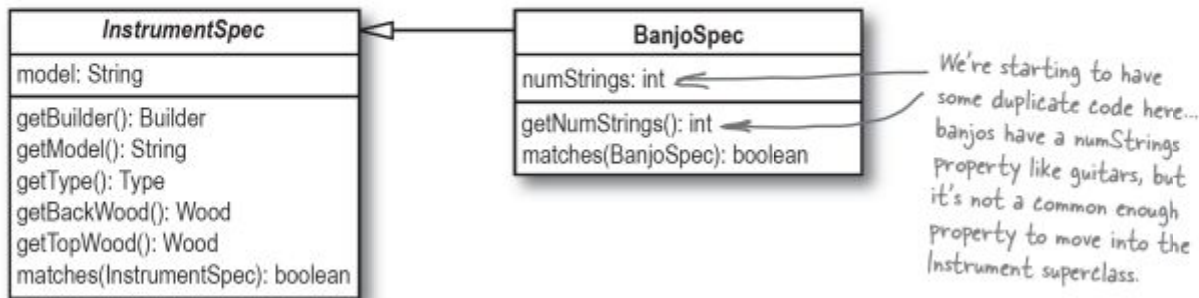 InstrumentSpec
model: String
getBuilder(): Builder
getModel(): String
getType(): Type
getBackWood(): Wood
getTopWood(): Wood
matches(InstrumentSpec): boolean
BanjoSpec
numStrings: int
getNumStrings(): int
matches(BanjoSpec): boolean
We're starting to have
some duplicate code here...
banjos have a numStrings
property like guitars, but
it's not a common enough
property to move into the
Instrument superclass.